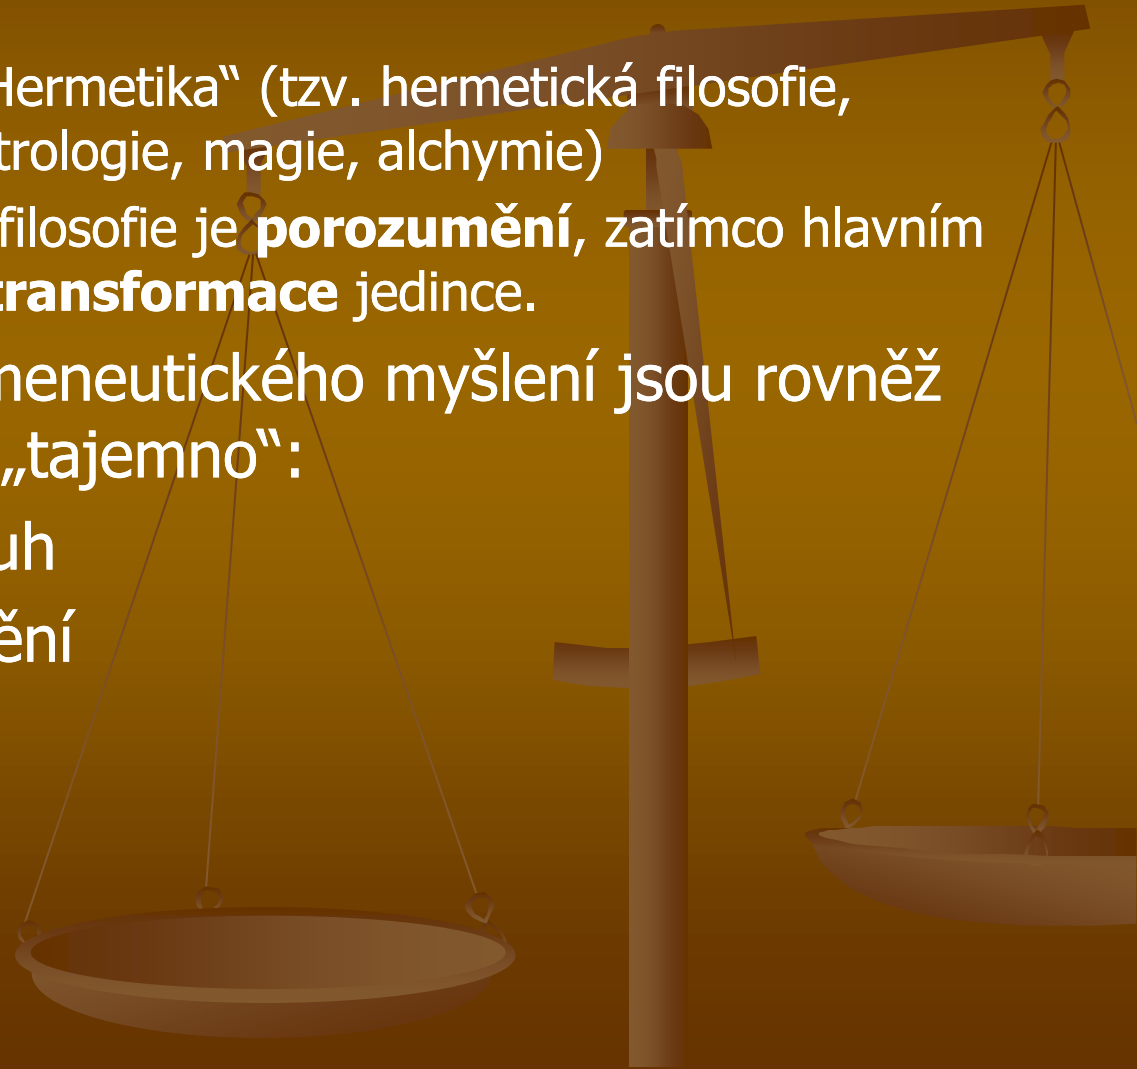 Hermetika“ (tzv. hermetická filosofie,
trologie, magie, alchymie)
filosofie je porozumění, zatímco hlavním
transformace jedince.
meneutického myšlení jsou rovněž
„tajemno“:
uh
ění